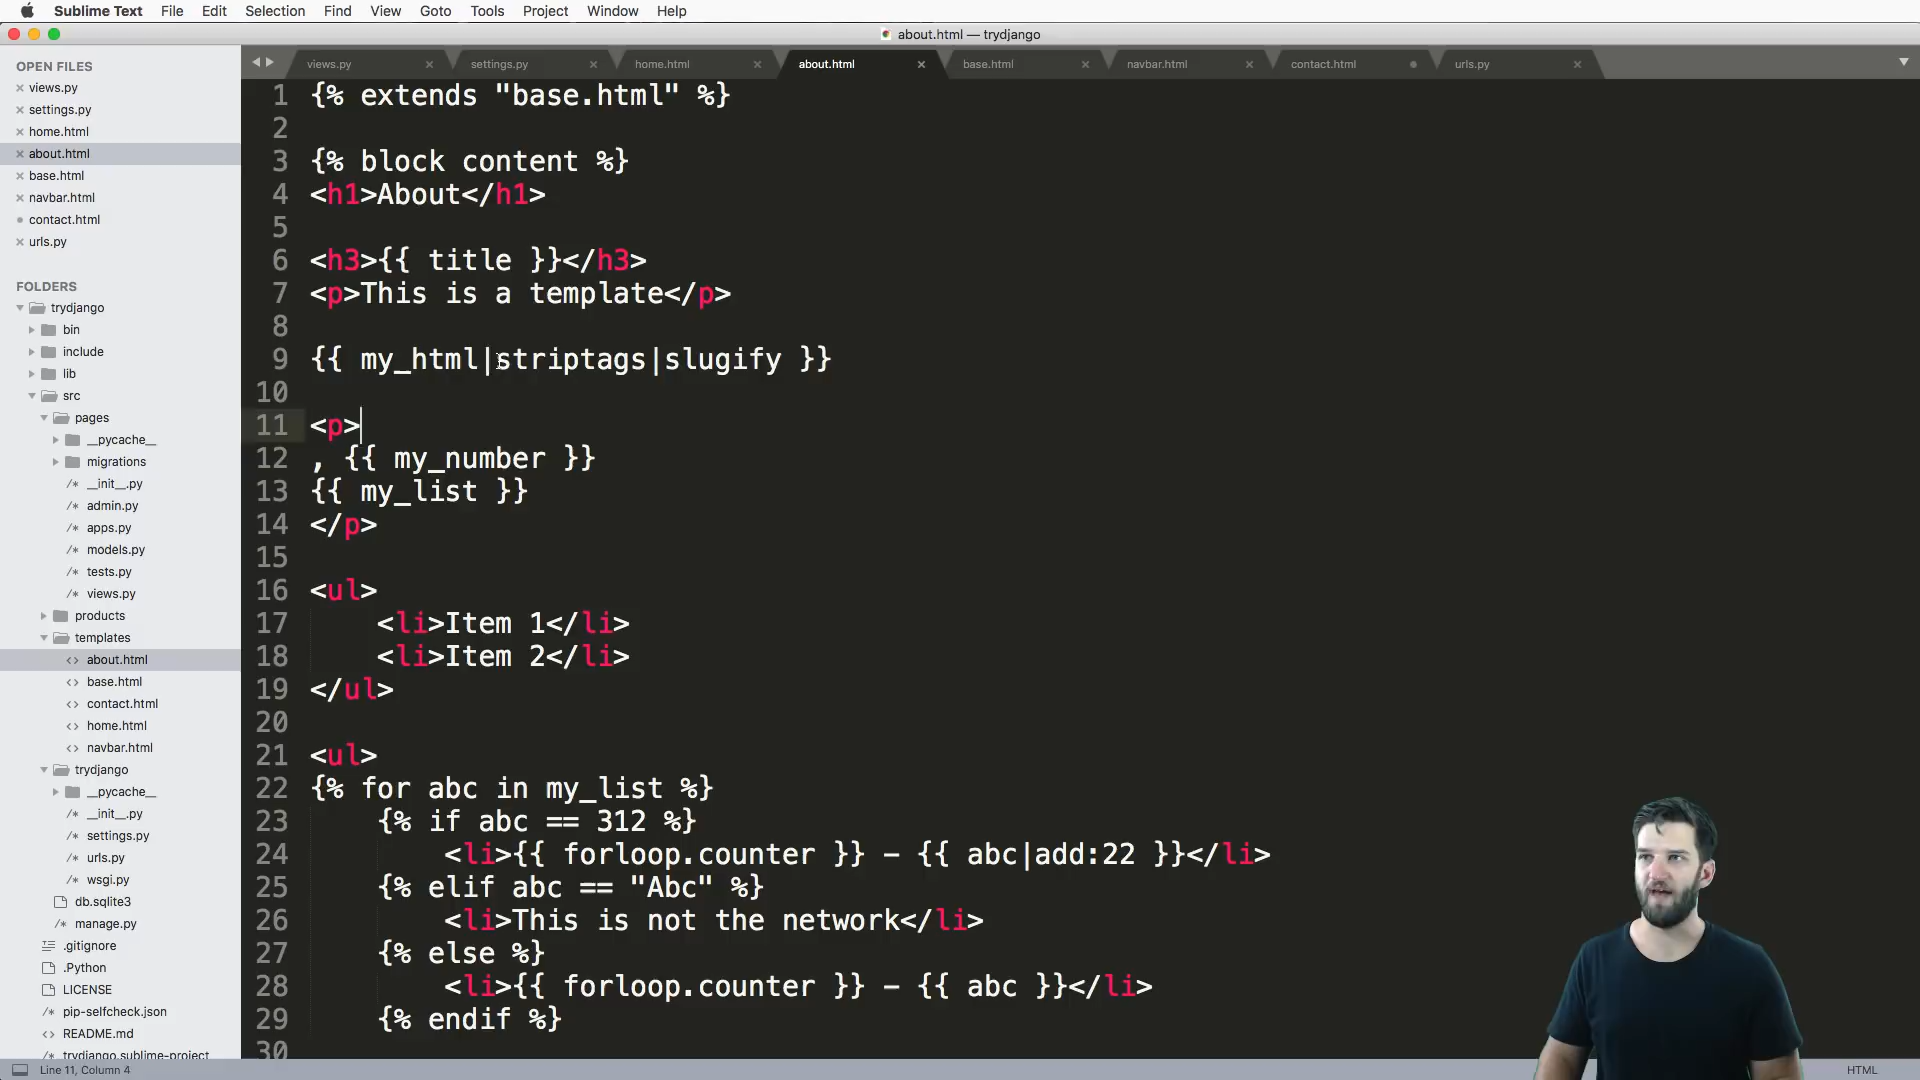 Sublime Text File Edit Selection Find View Goto Tools Project Window Help
about.html — trydjango
OPEN FILES
views.py
settings.py
home.html
about.html
base.html
navbar.html
contact.html
urls.py
FOLDERS
trydjango
bin
include
lib
src
pages
__pycache__
migrations
/* __init__.py
/* admin.py
/* apps.py
/* models.py
/* tests.py
/* views.py
products
templates
<> about.html
<> base.html
<> contact.html
<> home.html
<> navbar.html
trydjango
__pycache__
/* __init__.py
/* settings.py
/* urls.py
/* wsgi.py
db.sqlite3
/* manage.py
.gitignore
.Python
LICENSE
/* pip-selfcheck.json
/* README.md
/* trydjango.sublime-project
views.py settings.py home.html about.html base.html navbar.html contact.html urls.py
1 {% extends "base.html" %}
2
3 {% block content %}
4 <h1>About</h1>
5
6 <h3>{{ title }}</h3>
7 <p>This is a template</p>
8
9 {{ my_html|striptags|slugify }}
10
11 <p>
12 , {{ my_number }}
13 {{ my_list }}
14 </p>
15
16 <ul>
17 <li>Item 1</li>
18 <li>Item 2</li>
19 </ul>
20
21 <ul>
22 {% for abc in my_list %}
23 {% if abc == 312 %}
24 <li>{{ forloop.counter }} - {{ abc|add:22 }}</li>
25 {% elif abc == "Abc" %}
26 <li>This is not the network</li>
27 {% else %}
28 <li>{{ forloop.counter }} - {{ abc }}</li>
29 {% endif %}
30
Line 11, Column 4
HTML